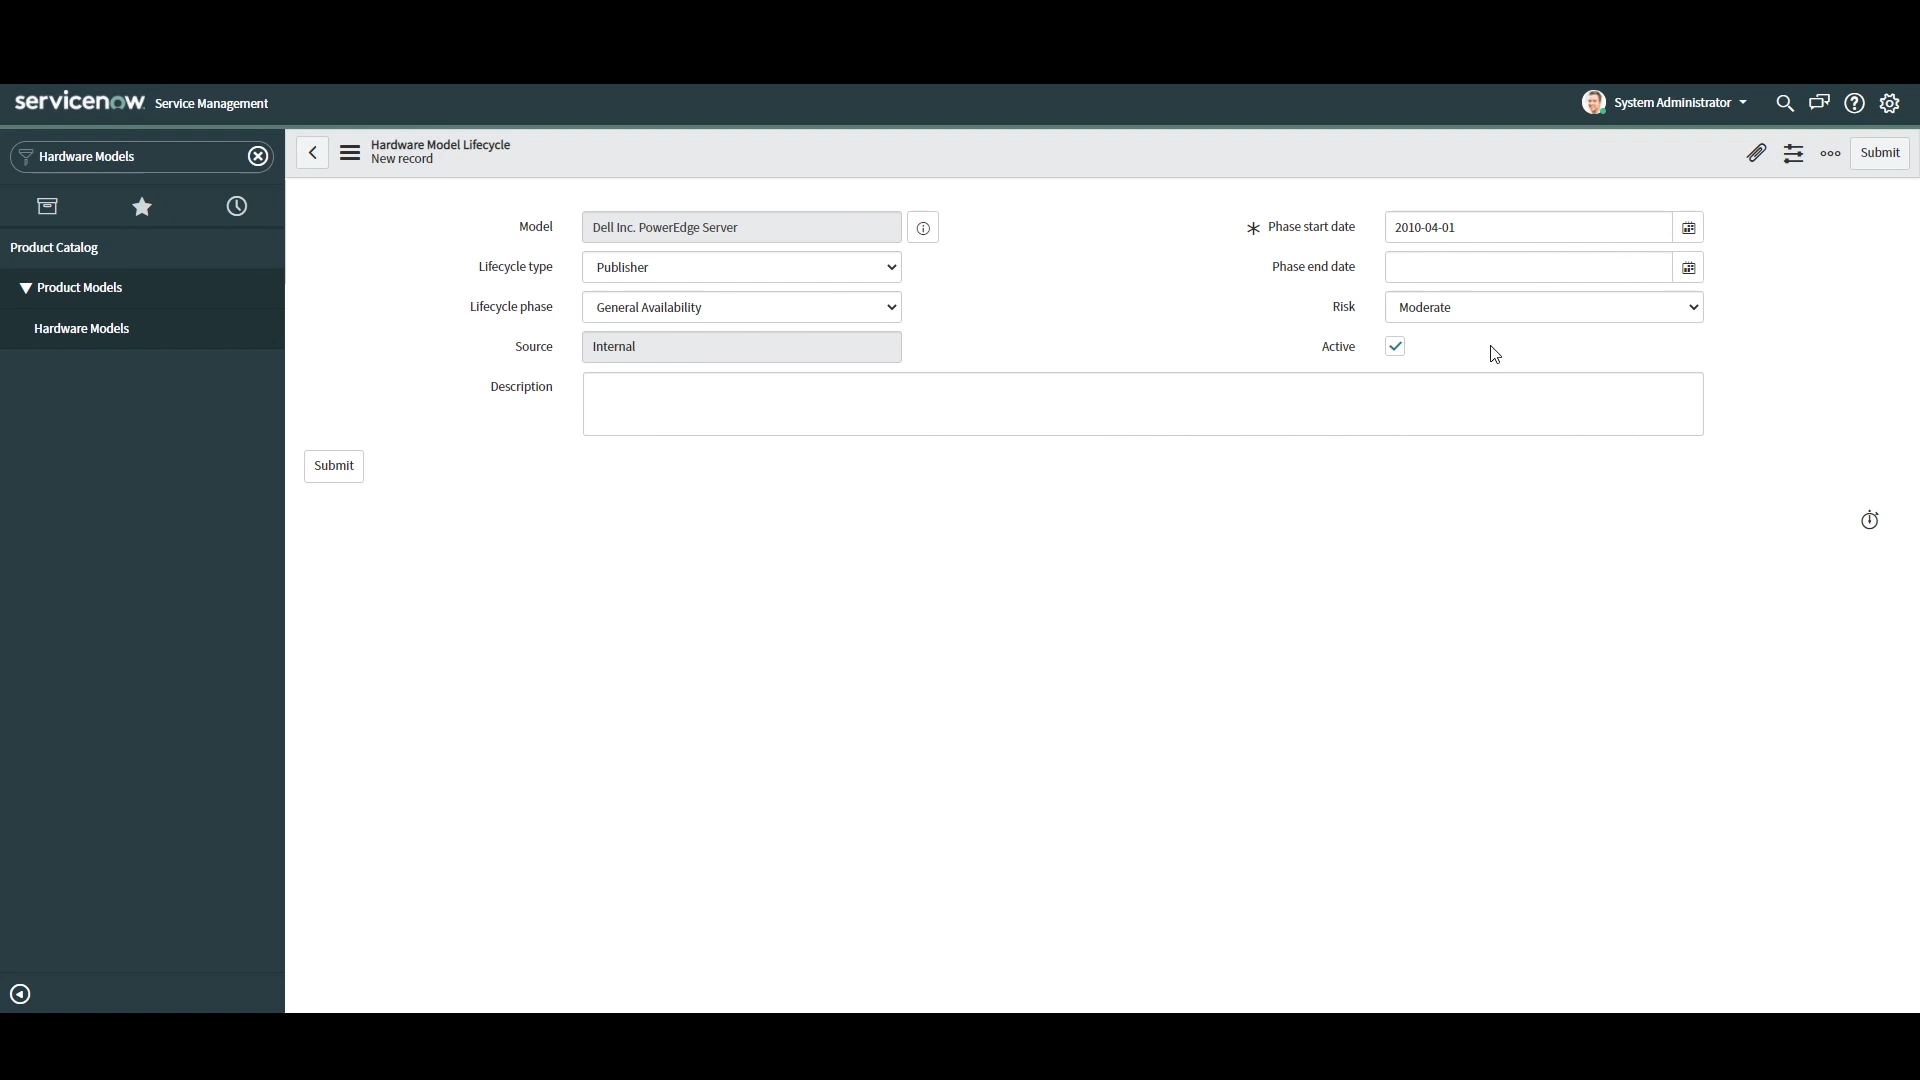 servicenow Service Management
System Administrator
Hardware Models
Hardware Model Lifecycle
New record
Submit
Product Catalog
Product Models
Hardware Models
Model
Dell Inc. PowerEdge Server
Phase start date
2010-04-01
Lifecycle type
Publisher
Phase end date
Lifecycle phase
General Availability
Risk
Moderate
Source
Internal
Active
Description
Submit